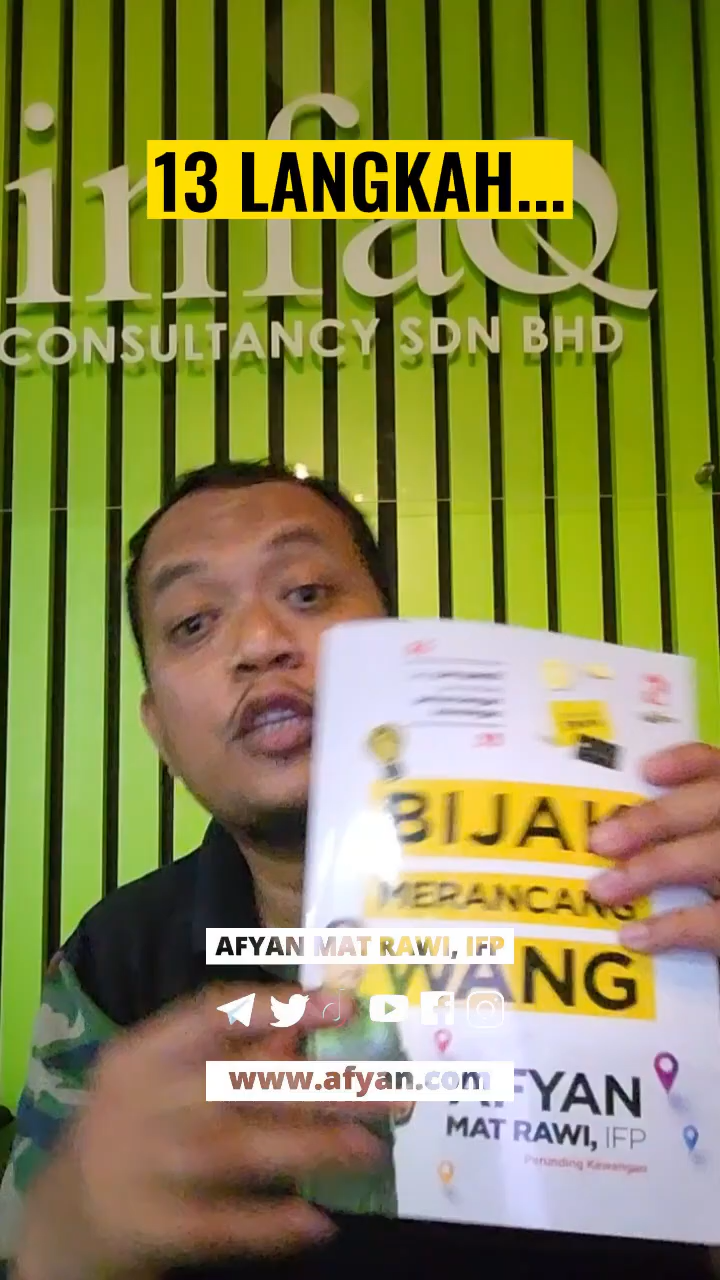 13 LANGKAH...
infaQ
CONSULTANCY SDN BHD
BIJAK
MERANCANG
WANG
AFYAN MAT RAWI, IFP
www.afyan.com
AFYAN
MAT RAWI, IFP
Perunding Kewangan